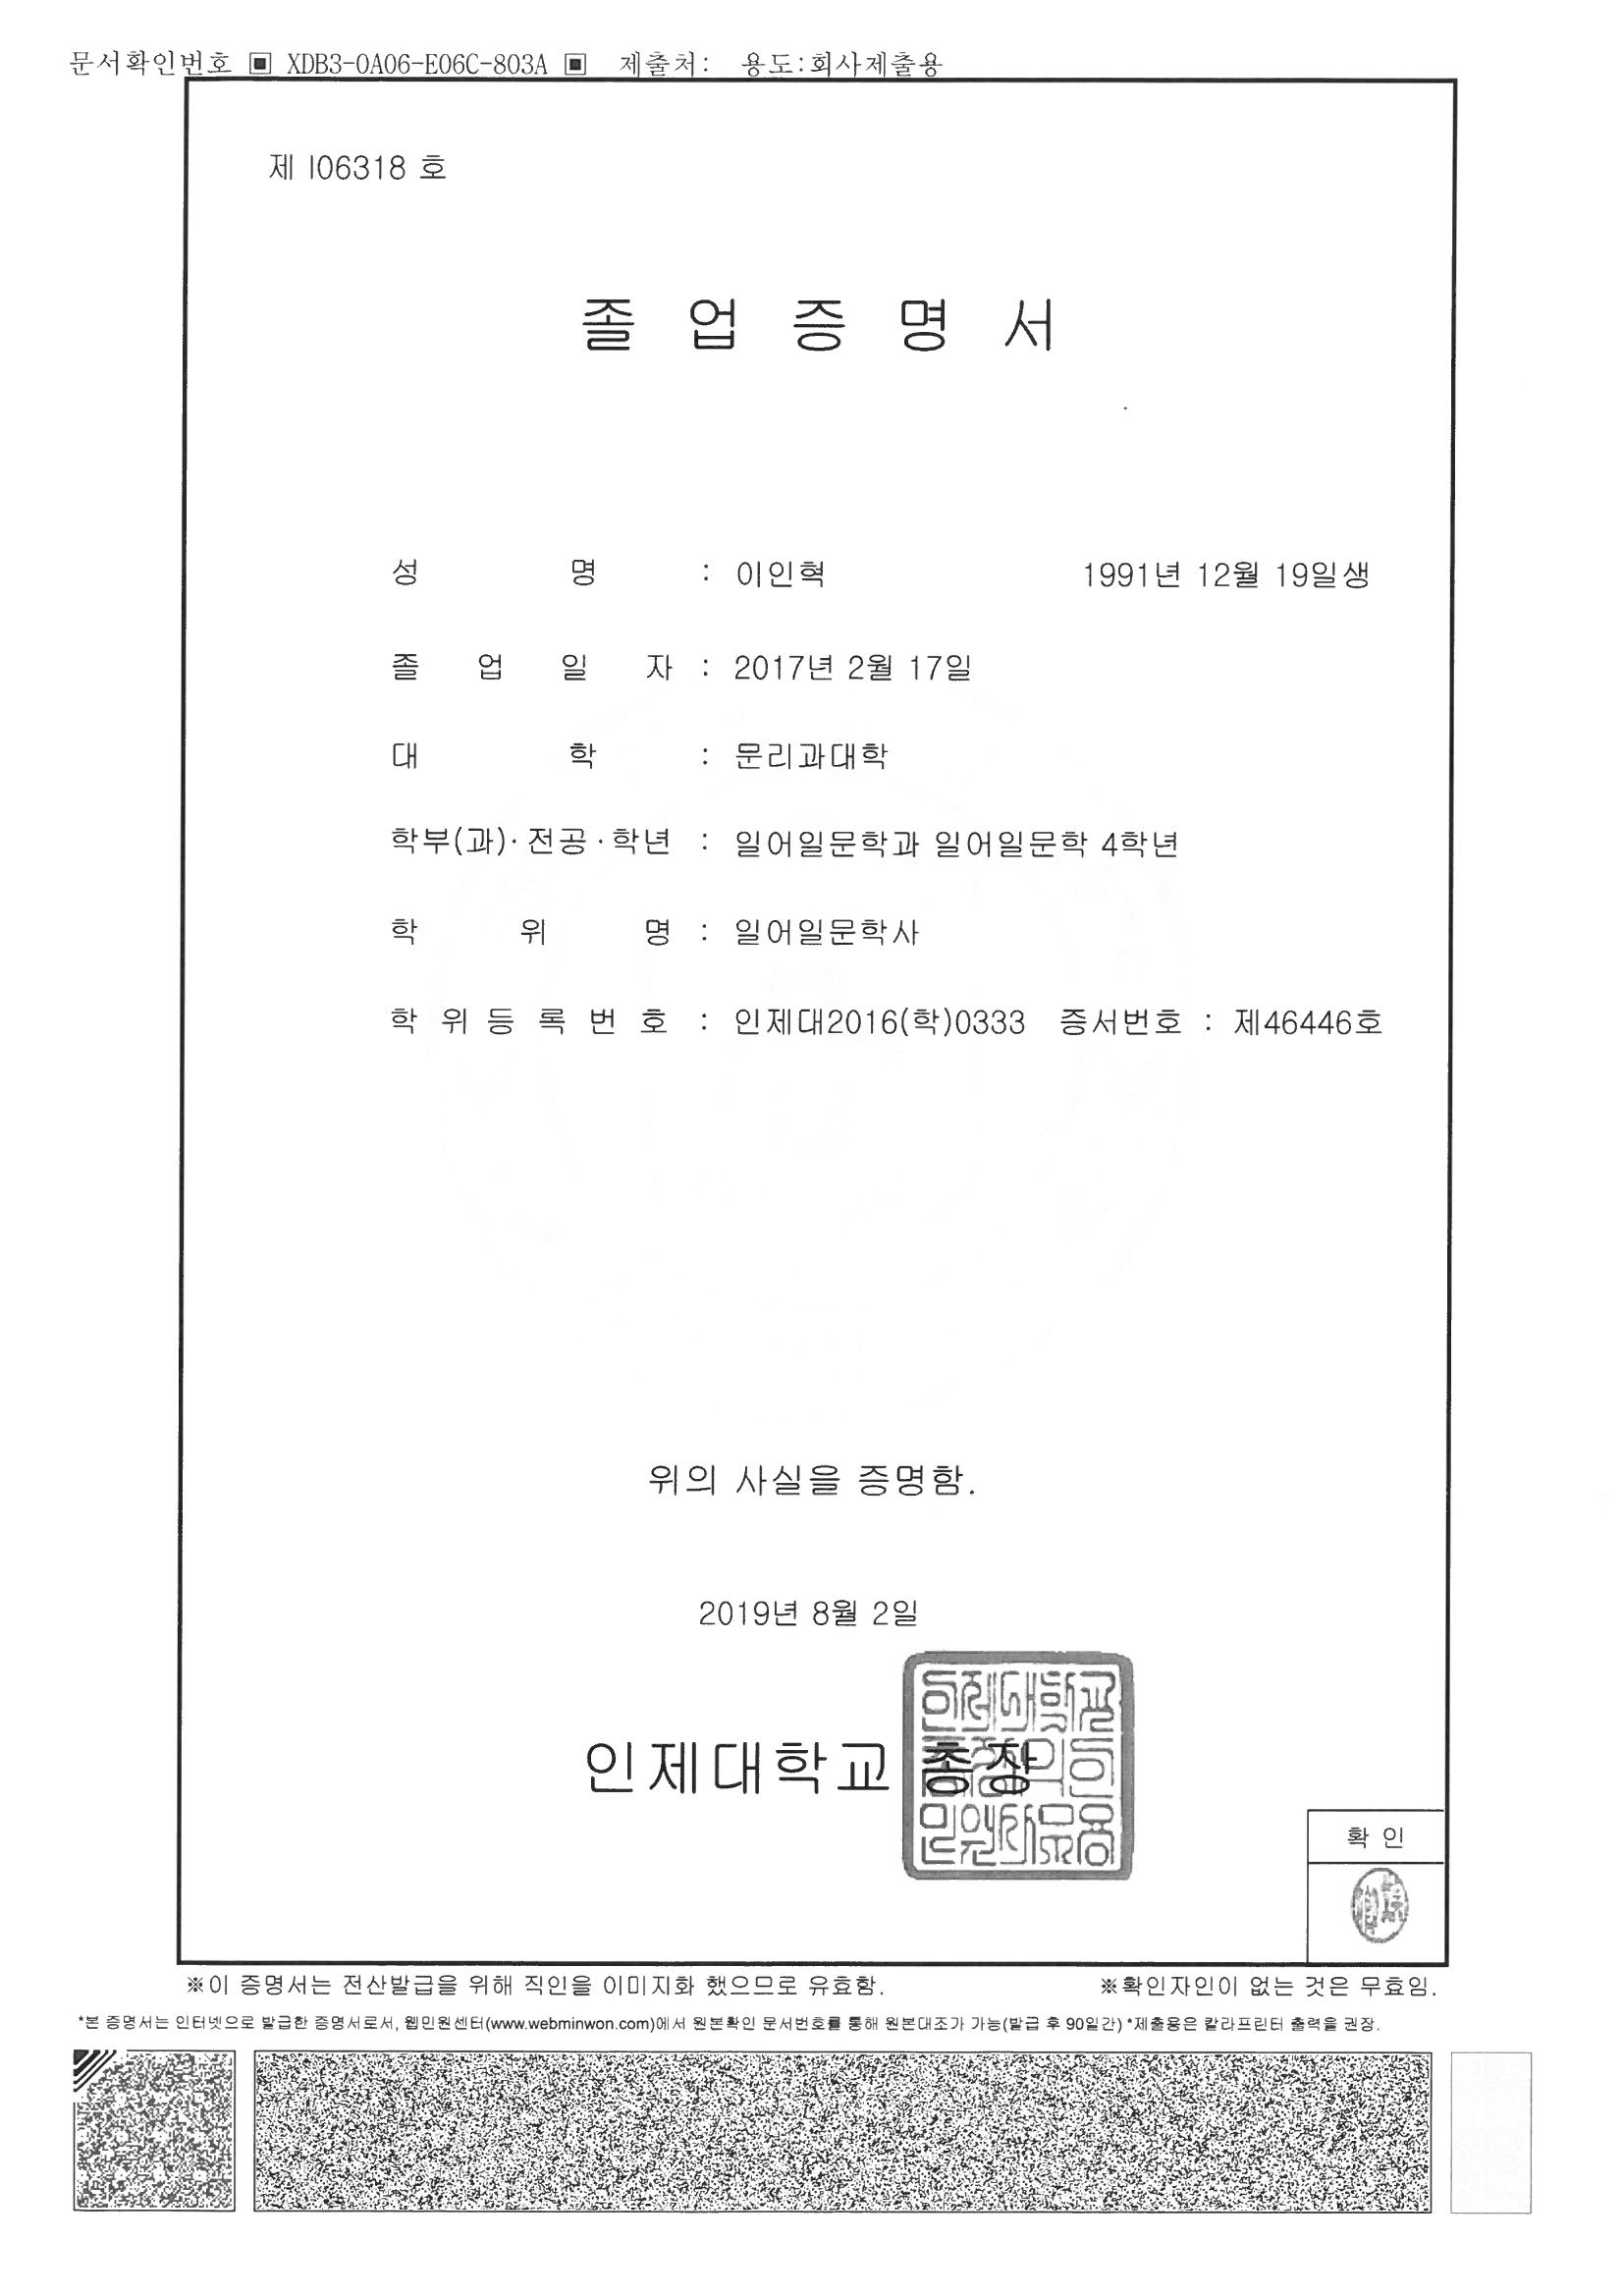 문서확인번호 ▣ XDB3-0A06-E06C-803A ▣ 제출처: 용도:회사제출용
제 I06318 호
졸 업 증 명 서
성 명 : 이인혁 1991년 12월 19일생
졸 업 일 자 : 2017년 2월 17일
대 학 : 문리과대학
학부(과)·전공·학년 : 일어일문학과 일어일문학 4학년
학 위 명 : 일어일문학사
학 위 등 록 번 호 : 인제대2016(학)0333 증서번호 : 제46446호
위의 사실을 증명함.
2019년 8월 2일
인제대학교 총장
확 인
※이 증명서는 전산발급을 위해 직인을 이미지화 했으므로 유효함. ※확인자인이 없는 것은 무효임.
*본 증명서는 인터넷으로 발급한 증명서로서, 웹민원센터(www.webminwon.com)에서 원본확인 문서번호를 통해 원본대조가 가능(발급 후 90일간) *제출용은 칼라프린터 출력을 권장.